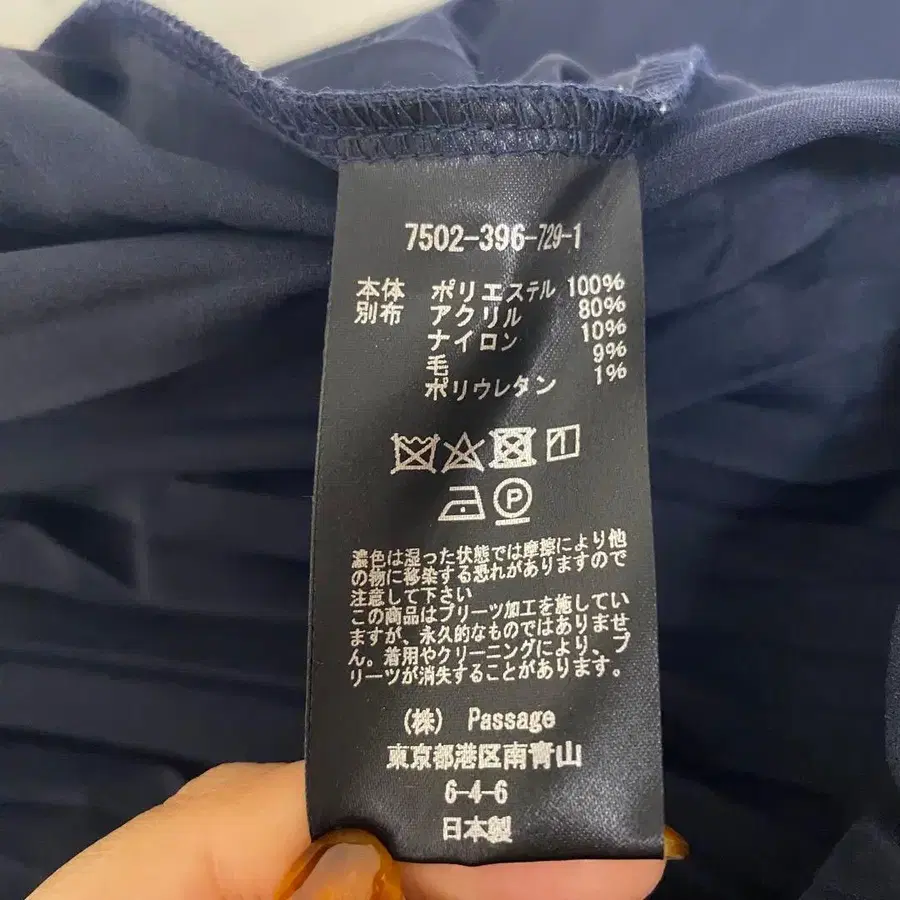 7502-396-729-1
本体 ポリエステル 100%
別布 アクリル 80%
ナイロン 10%
毛 9%
ポリウレタン 1%
P
濃色は湿った状態では摩擦により他
の物に移染する恐れがありますので
注意して下さい
この商品はプリーツ加工を施してい
ますが、永久的なものではありませ
ん。着用やクリーニングにより、プ
リーツが消失することがあります。
(株) Passage
東京都港区南青山
6-4-6
日本製